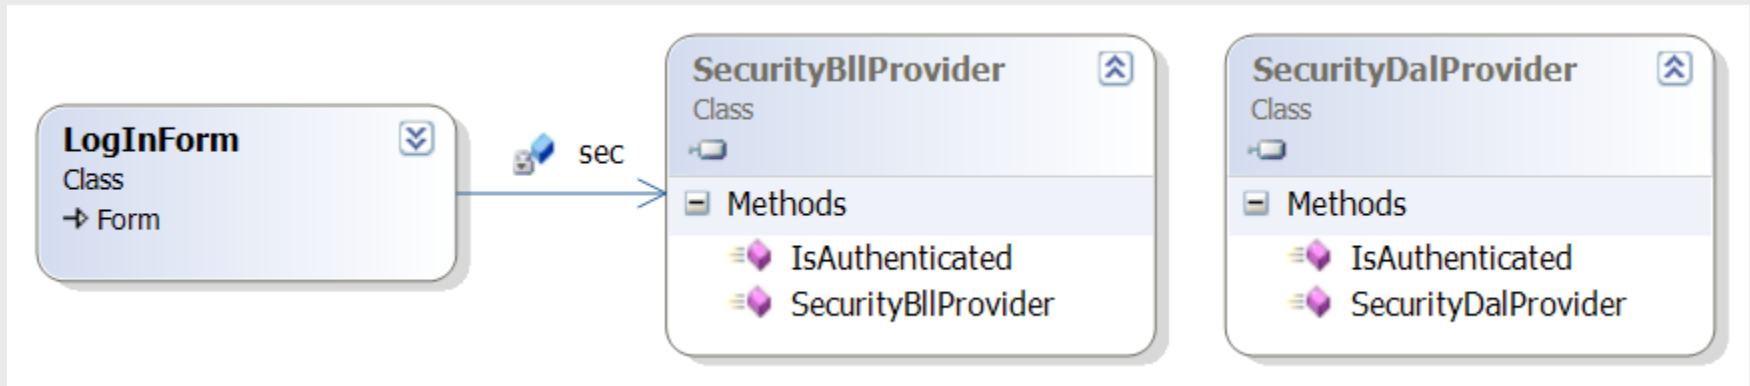 LogInForm
Class
Form
sec
SecurityBllProvider
Class
Methods
IsAuthenticated
SecurityBllProvider
SecurityDalProvider
Class
Methods
IsAuthenticated
SecurityDalProvider